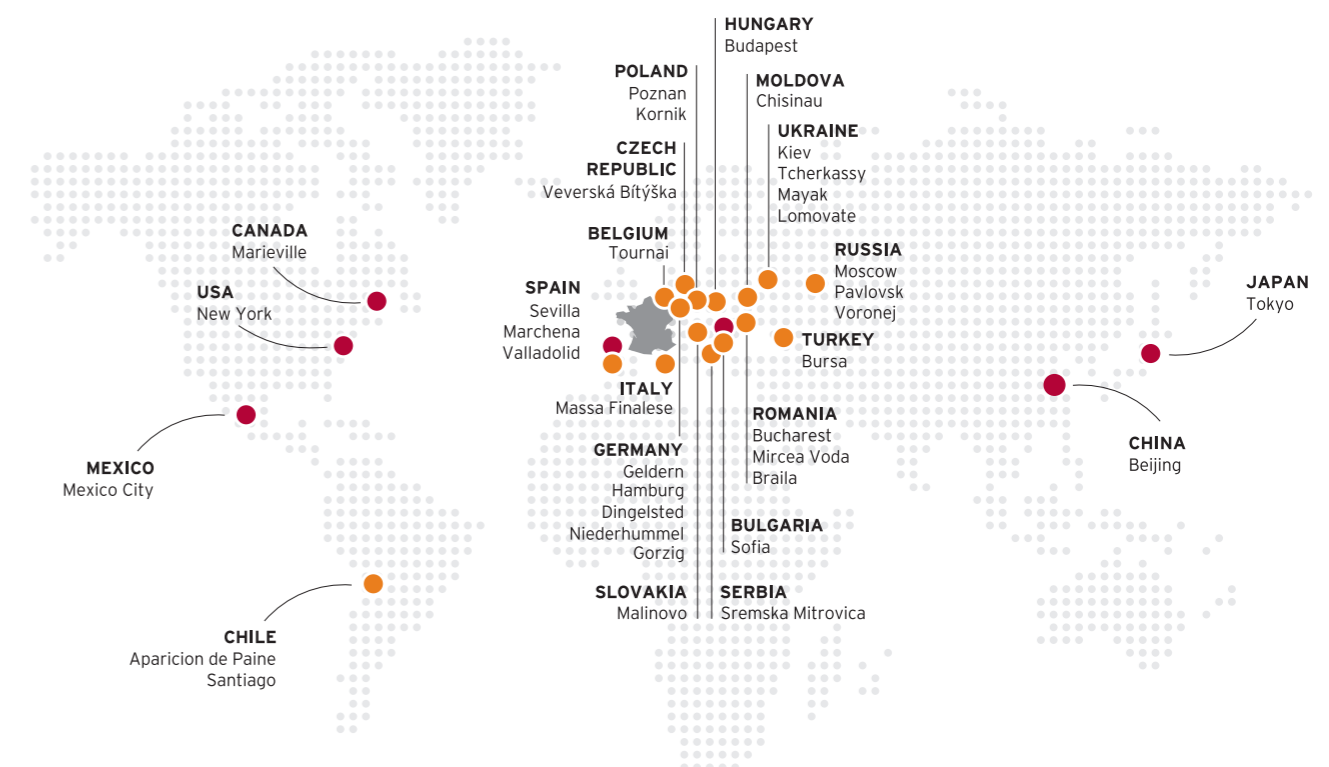 HUNGARY
Budapest
POLAND
Poznan
Kornik
MOLDOVA
Chisinau
UKRAINE
Kiev
Tcherkassy
Mayak
Lomovate
CZECH
REPUBLIC
Veverská Bítýška
BELGIUM
Tournai
RUSSIA
Moscow
Pavlovsk
Voronej
CANADA
Marieville
USA
New York
SPAIN
Sevilla
Marchena
Valladolid
JAPAN
Tokyo
TURKEY
Bursa
ITALY
Massa Finalese
ROMANIA
Bucharest
Mircea Voda
Braila
CHINA
Beijing
MEXICO
Mexico City
GERMANY
Geldern
Hamburg
Dingelsted
Niederhummel
Gorzig
BULGARIA
Sofia
SLOVAKIA
Malinovo
SERBIA
Sremska Mitrovica
CHILE
Aparicion de Paine
Santiago